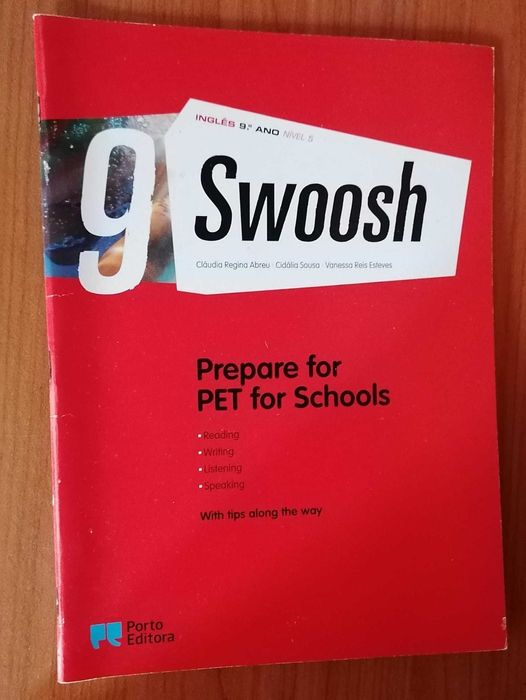 INGLÊS 9.º ANO NÍVEL 5
9 Swoosh
Cláudia Regina Abreu · Cidália Sousa · Vanessa Reis Esteves
Prepare for
PET for Schools
• Reading
• Writing
• Listening
• Speaking
With tips along the way
Porto
Editora